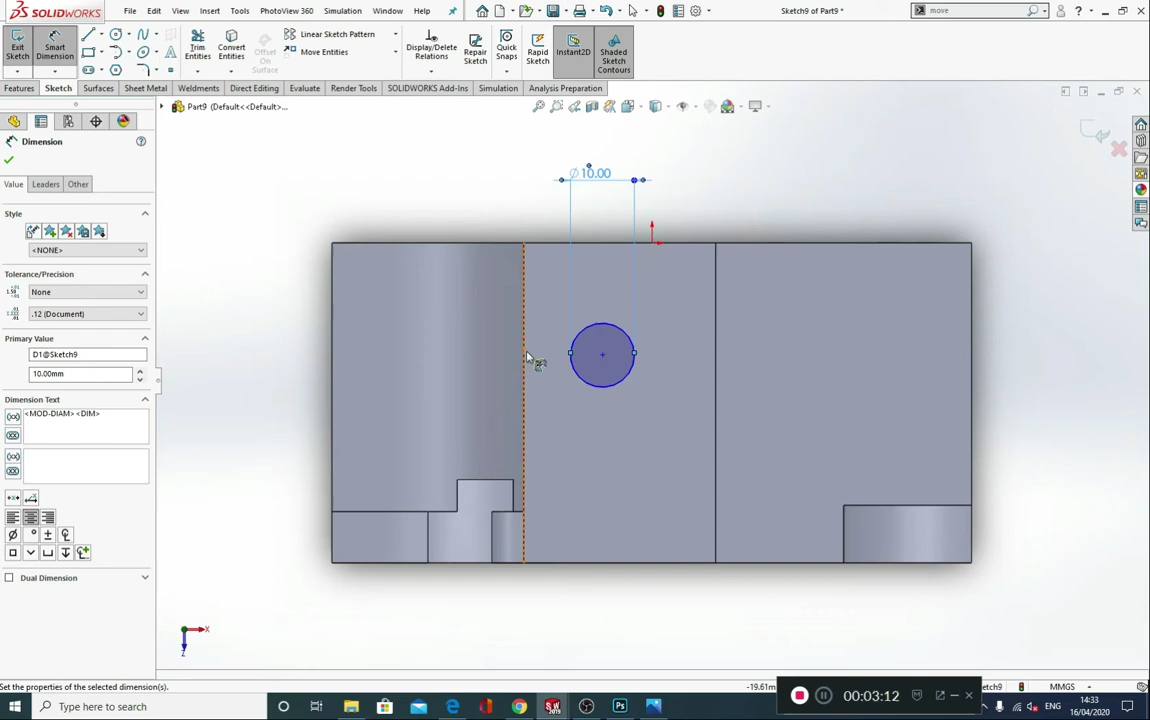 SOLIDWORKS
File Edit View Insert Tools PhotoView 360 Simulation Window Help
Sketch9 of Part9 *
move
Exit Sketch
Smart Dimension
Trim Entities
Convert Entities
Offset Entities On Surface
Linear Sketch Pattern
Move Entities
Display/Delete Relations
Repair Sketch
Quick Snaps
Rapid Sketch
Instant2D
Shaded Sketch Contours
Features Sketch Surfaces Sheet Metal Weldments Direct Editing Evaluate Render Tools SOLIDWORKS Add-Ins Simulation Analysis Preparation
Part9 (Default<<Default>...
Dimension
Value Leaders Other
Style
<NONE>
Tolerance/Precision
None
.12 (Document)
Primary Value
D1@Sketch9
10.00mm
Dimension Text
<MOD-DIAM><DIM>
Dual Dimension
∅10.00
X
Z
Set the properties of the selected dimension(s).
-19.61m
etch9
MMGS
00:03:12
Type here to search
ENG
14:33
16/04/2020